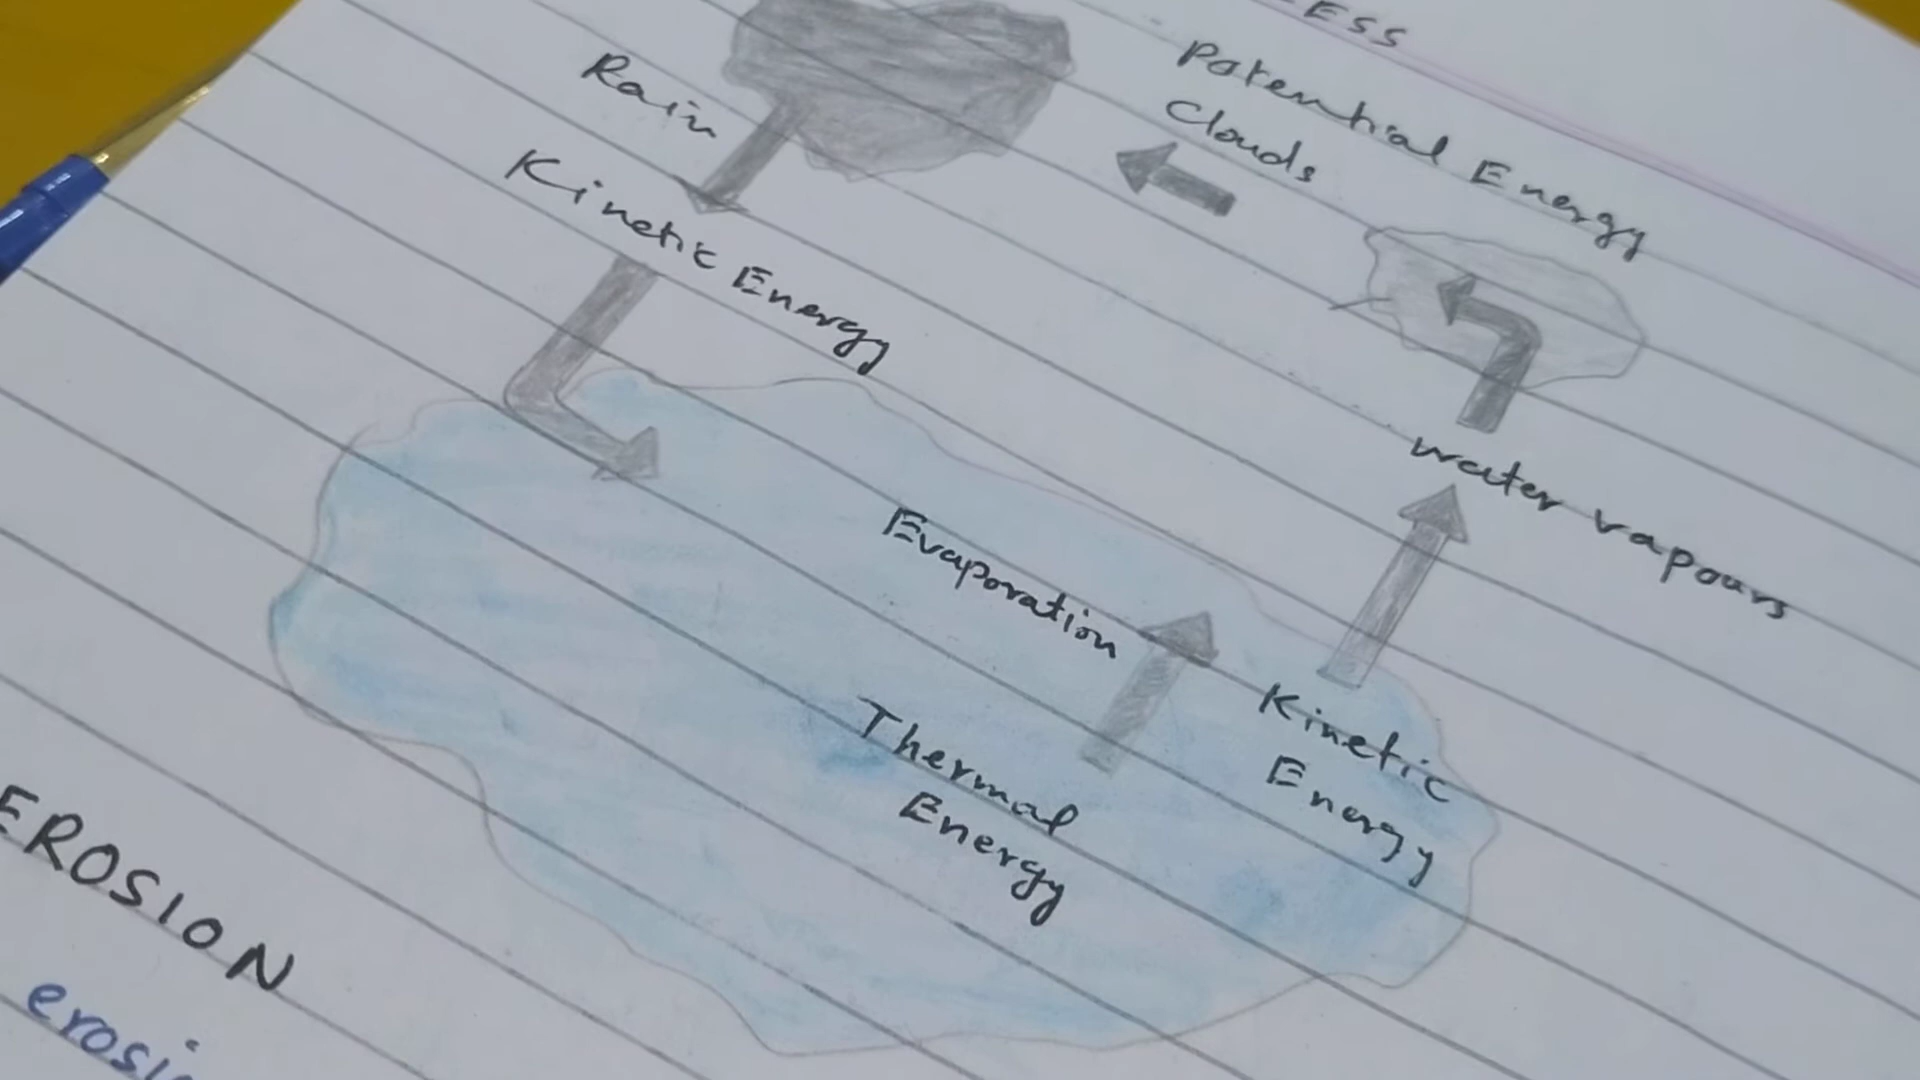 ESS
Potential Energy
Clouds
Rain
Kinetic Energy
water vapours
Evaporation
Thermal
Energy
Kinetic
Energy
EROSION
erosi